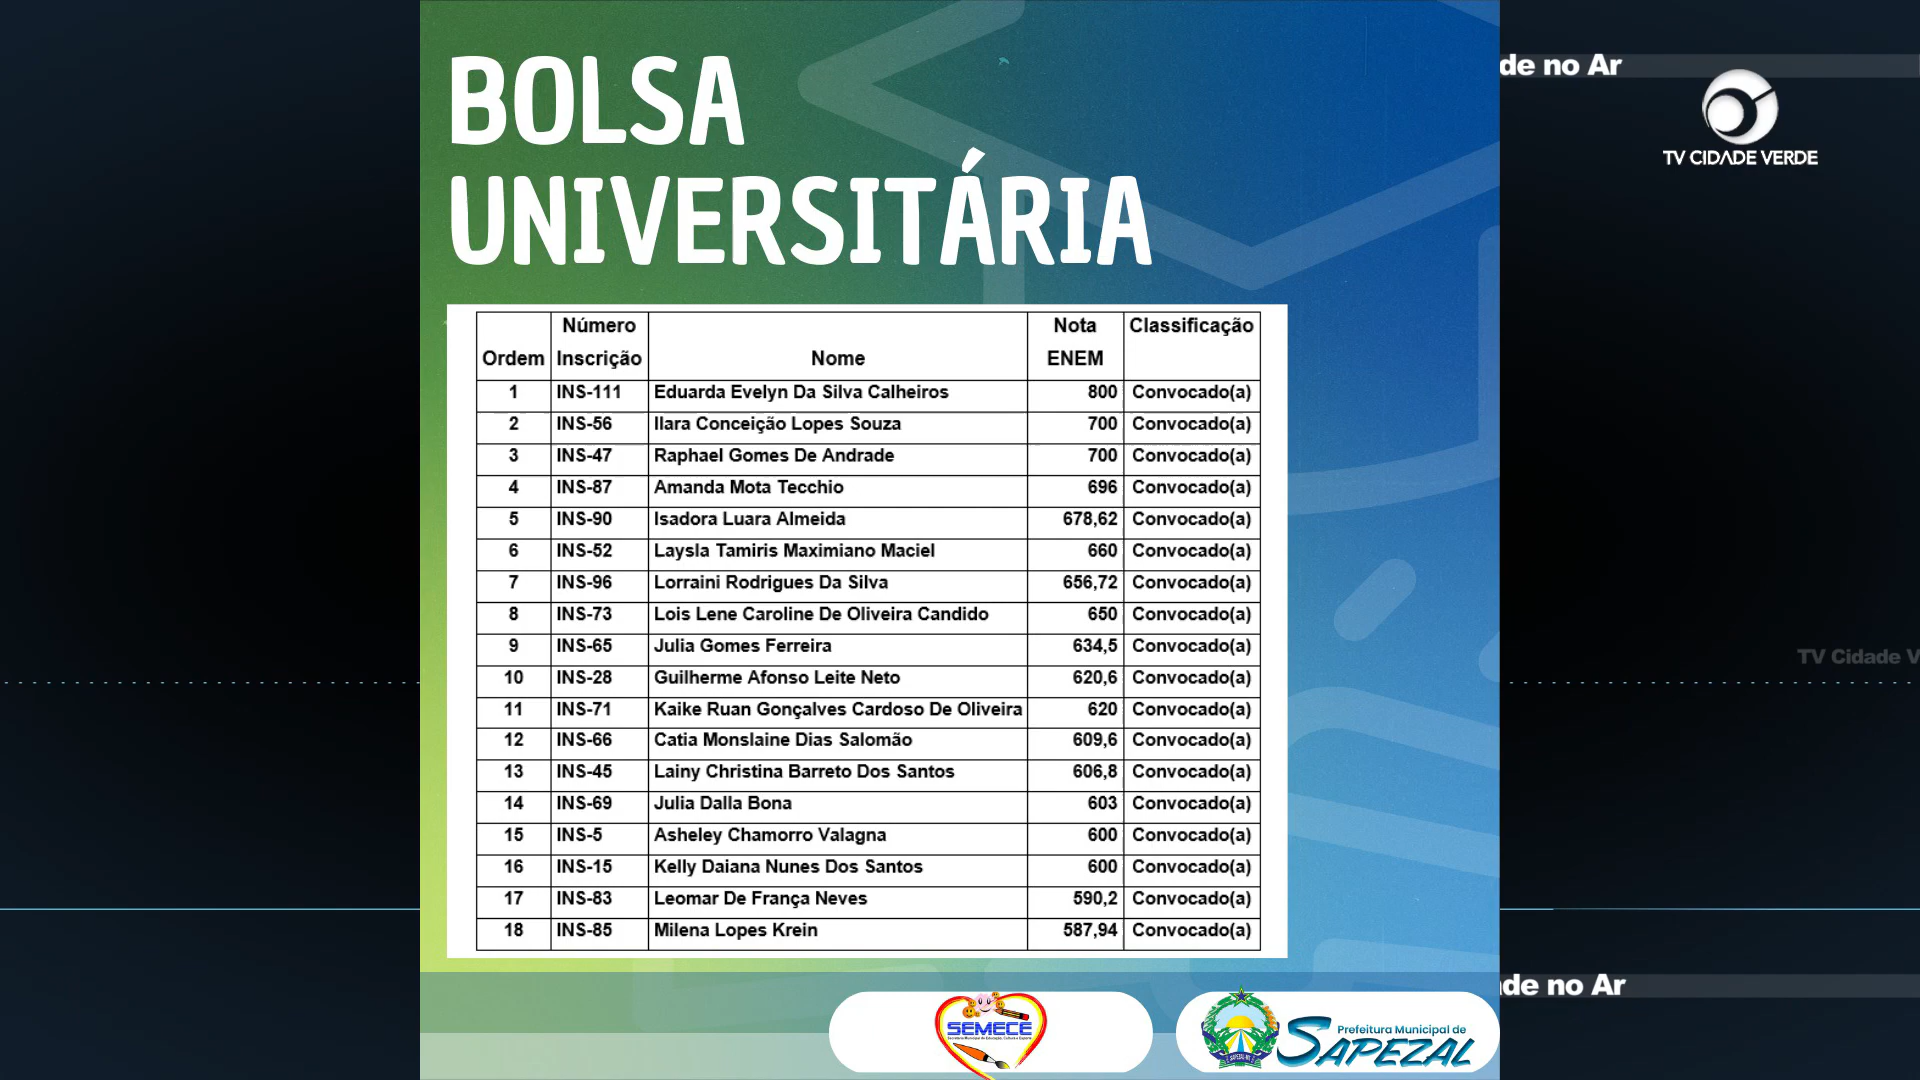 BOLSA
UNIVERSITÁRIA
Ordem Número Inscrição Nome Nota ENEM Classificação
1 INS-111 Eduarda Evelyn Da Silva Calheiros 800 Convocado(a)
2 INS-56 Ilara Conceição Lopes Souza 700 Convocado(a)
3 INS-47 Raphael Gomes De Andrade 700 Convocado(a)
4 INS-87 Amanda Mota Tecchio 696 Convocado(a)
5 INS-90 Isadora Luara Almeida 678,62 Convocado(a)
6 INS-52 Laysla Tamiris Maximiano Maciel 660 Convocado(a)
7 INS-96 Lorraini Rodrigues Da Silva 656,72 Convocado(a)
8 INS-73 Lois Lene Caroline De Oliveira Candido 650 Convocado(a)
9 INS-65 Julia Gomes Ferreira 634,5 Convocado(a)
10 INS-28 Guilherme Afonso Leite Neto 620,6 Convocado(a)
11 INS-71 Kaike Ruan Gonçalves Cardoso De Oliveira 620 Convocado(a)
12 INS-66 Catia Monslaine Dias Salomão 609,6 Convocado(a)
13 INS-45 Lainy Christina Barreto Dos Santos 606,8 Convocado(a)
14 INS-69 Julia Dalla Bona 603 Convocado(a)
15 INS-5 Asheley Chamorro Valagna 600 Convocado(a)
16 INS-15 Kelly Daiana Nunes Dos Santos 600 Convocado(a)
17 INS-83 Leomar De França Neves 590,2 Convocado(a)
18 INS-85 Milena Lopes Krein 587,94 Convocado(a)
SEMECE
Secretaria Municipal de Educação, Cultura e Esporte
Prefeitura Municipal de
SAPEZAL
de no Ar
TV CIDADE VERDE
TV Cidade V
de no Ar